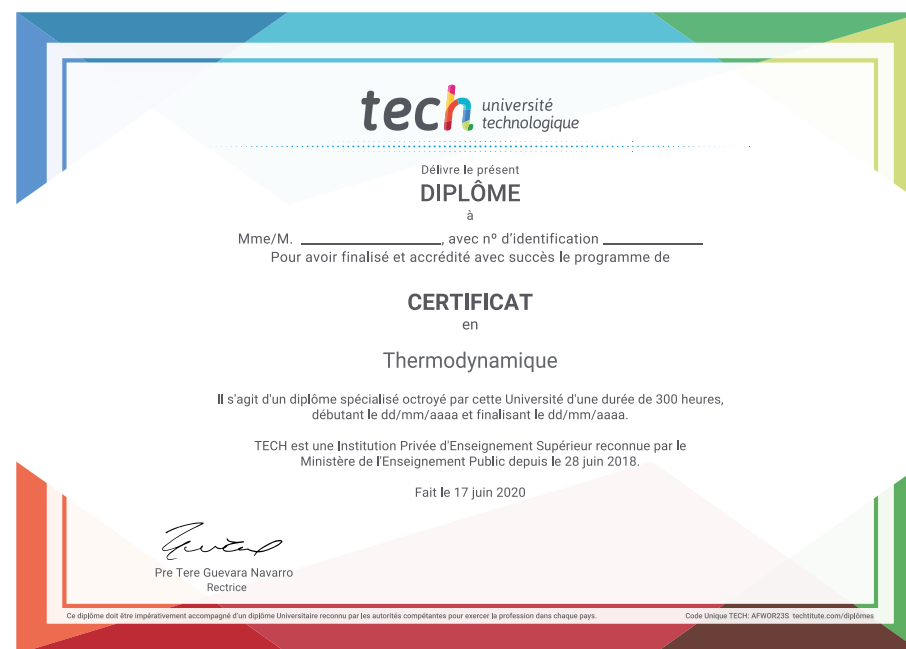 tech université
technologique
Délivre le présent
DIPLÔME
à
Mme/M. ____________________, avec nº d'identification ______________
Pour avoir finalisé et accrédité avec succès le programme de
CERTIFICAT
en
Thermodynamique
Il s'agit d'un diplôme spécialisé octroyé par cette Université d'une durée de 300 heures,
débutant le dd/mm/aaaa et finalisant le dd/mm/aaaa.
TECH est une Institution Privée d'Enseignement Supérieur reconnue par le
Ministère de l'Enseignement Public depuis le 28 juin 2018.
Fait le 17 juin 2020
Pre Tere Guevara Navarro
Rectrice
Ce diplôme doit être impérativement accompagné d'un diplôme Universitaire reconnu par les autorités compétentes pour exercer la profession dans chaque pays. Code Unique TECH: AFWOR23S techtitute.com/diplômes